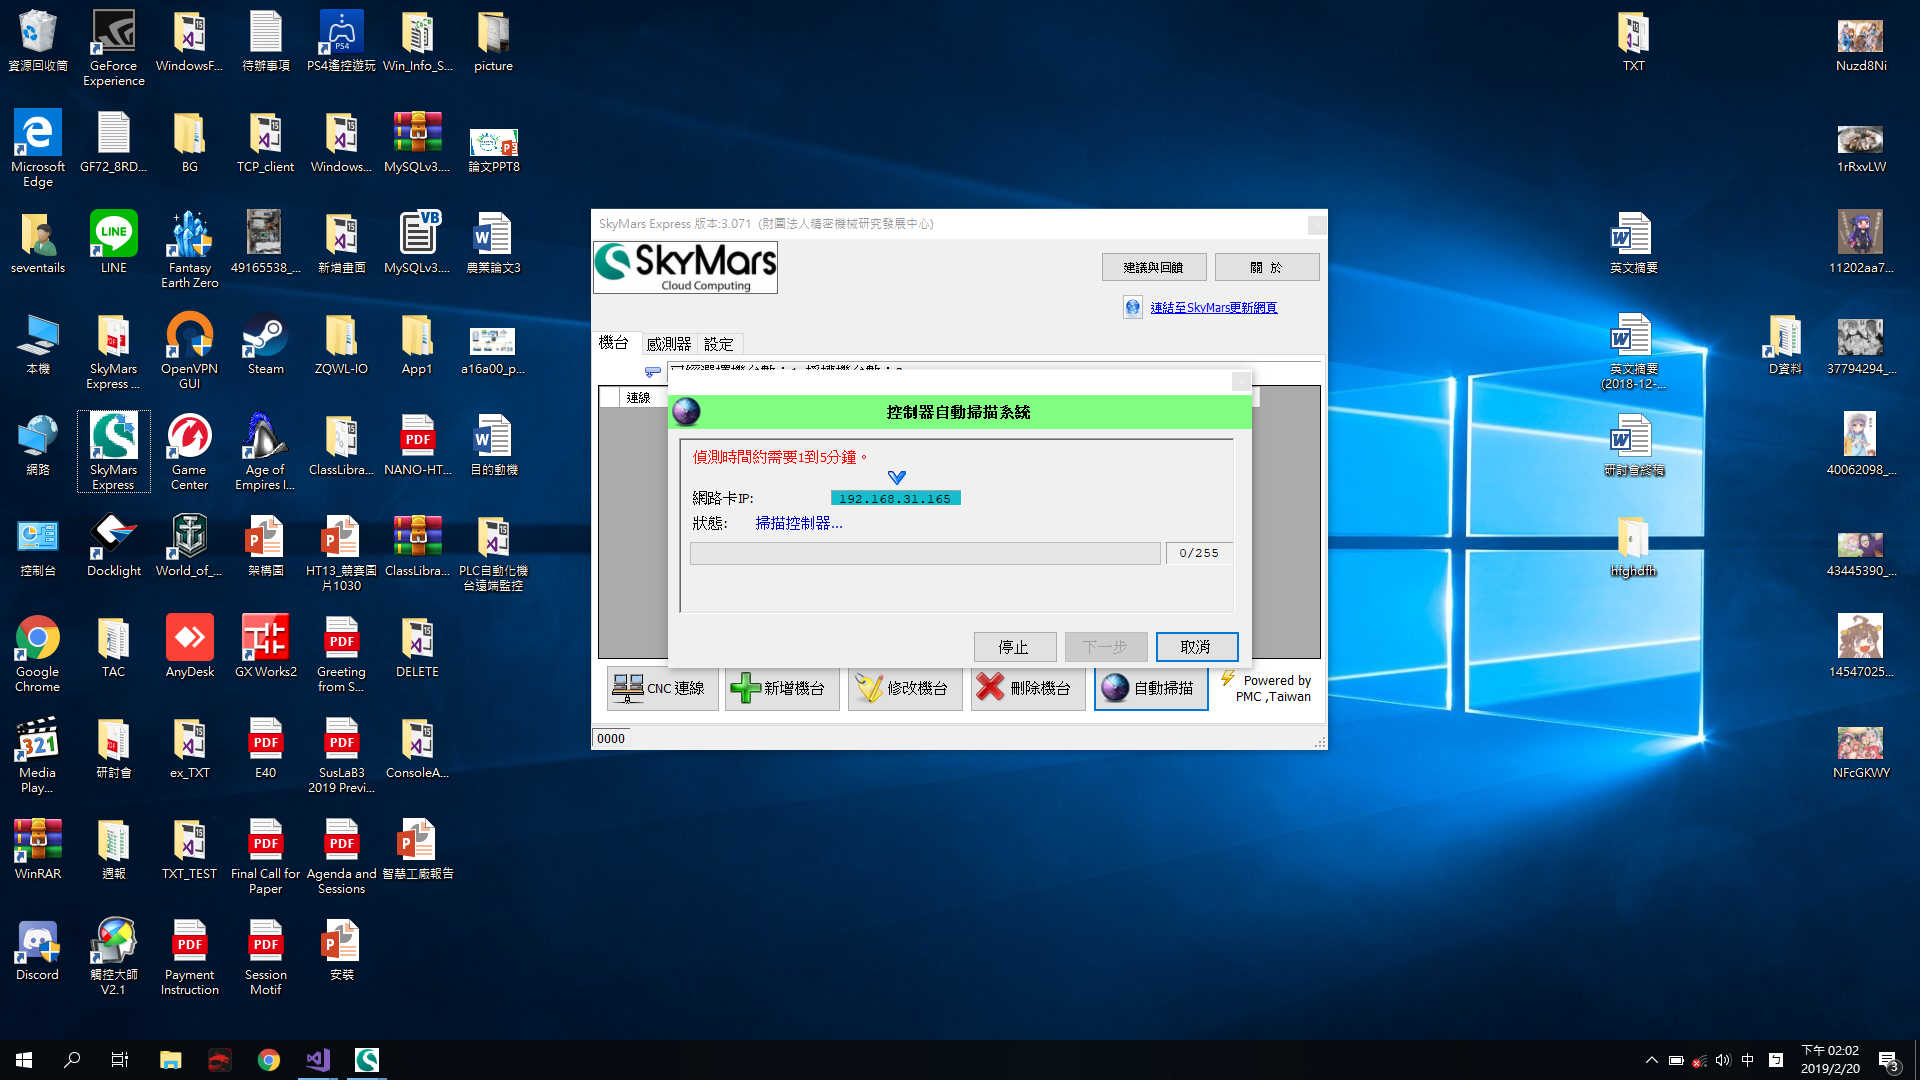 資源回收筒
GeForce Experience
WindowsF...
待辦事項
PS4遙控遊玩
Win_Info_S...
picture
TXT
Nuzd8Ni
Microsoft Edge
GF72_8RD...
BG
TCP_client
Windows...
MySQLv3....
論文PPT8
1rRxvLW
seventails
LINE
Fantasy Earth Zero
49165538_...
新增畫面
MySQLv3....
農業論文3
英文摘要
11202aa7...
本機
SkyMars Express ...
OpenVPN GUI
Steam
ZQWL-IO
App1
a16a00_p...
英文摘要 (2018-12-...
D資料
37794294_...
網路
SkyMars Express
Game Center
Age of Empires I...
ClassLibra...
NANO-HT...
目的動機
研討會終稿
40062098_...
控制台
Docklight
World_of_...
架構圖
HT13_競賽圖片1030
ClassLibra...
PLC自動化機台遠端監控
hfghdfh
43445390_...
Google Chrome
TAC
AnyDesk
GX Works2
Greeting from S...
DELETE
14547025...
Media Play...
研討會
ex_TXT
E40
SusLaB3 2019 Previ...
ConsoleA...
NFcGKWY
WinRAR
週報
TXT_TEST
Final Call for Paper
Agenda and Sessions
智慧工廠報告
Discord
觸控大師 V2.1
Payment Instruction
Session Motif
安裝
SkyMars Express 版本:3.071 (財團法人精密機械研究發展中心)
SkyMars
Cloud Computing
建議與回饋
關 於
連結至SkyMars更新網頁
機台
感測器
設定
連線
控制器自動掃描系統
偵測時間約需要1到5分鐘。
網路卡IP:
192.168.31.165
狀態:
掃描控制器...
0/255
停止
下一步
取消
CNC 連線
新增機台
修改機台
刪除機台
自動掃描
Powered by
PMC ,Taiwan
0000
中
下午 02:02
2019/2/20
3